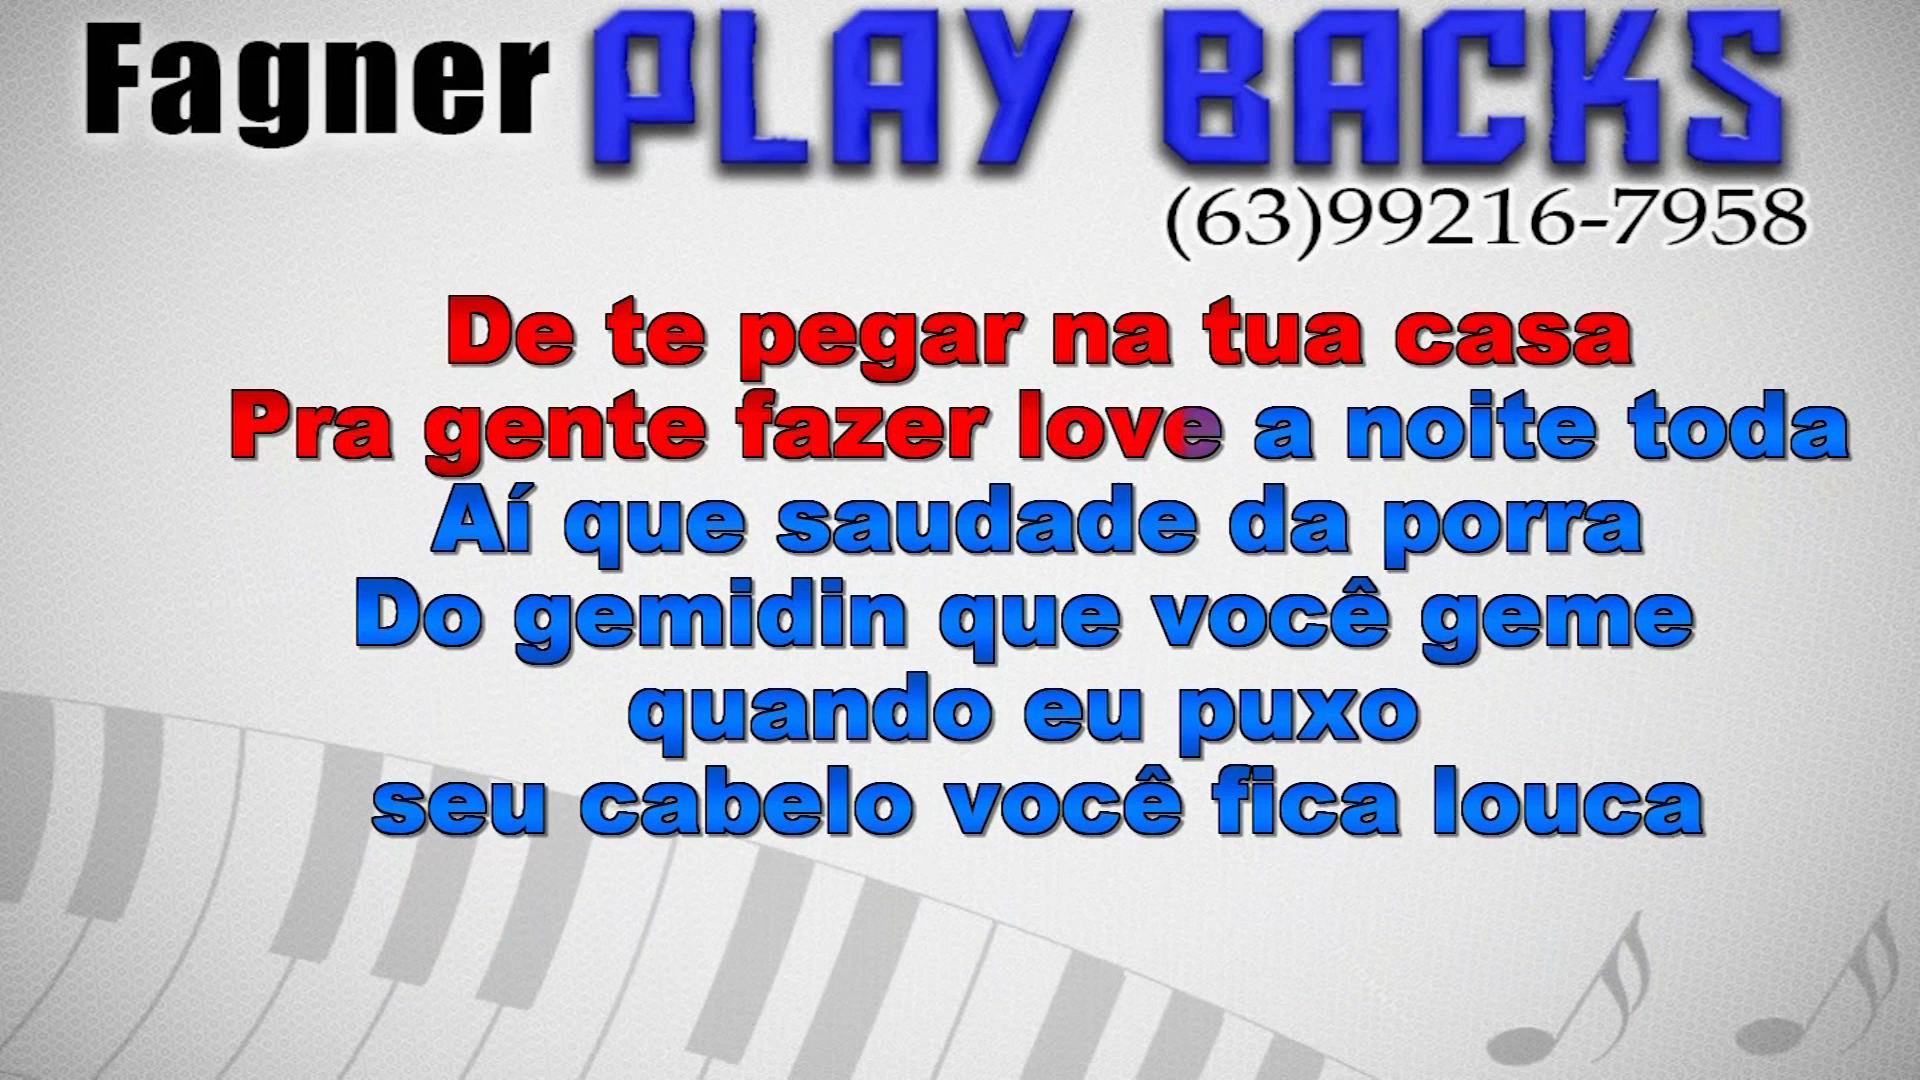 Fagner PLAY BACKS
(63)99216-7958
De te pegar na tua casa
Pra gente fazer love a noite toda
Aí que saudade da porra
Do gemidin que você geme
quando eu puxo
seu cabelo você fica louca